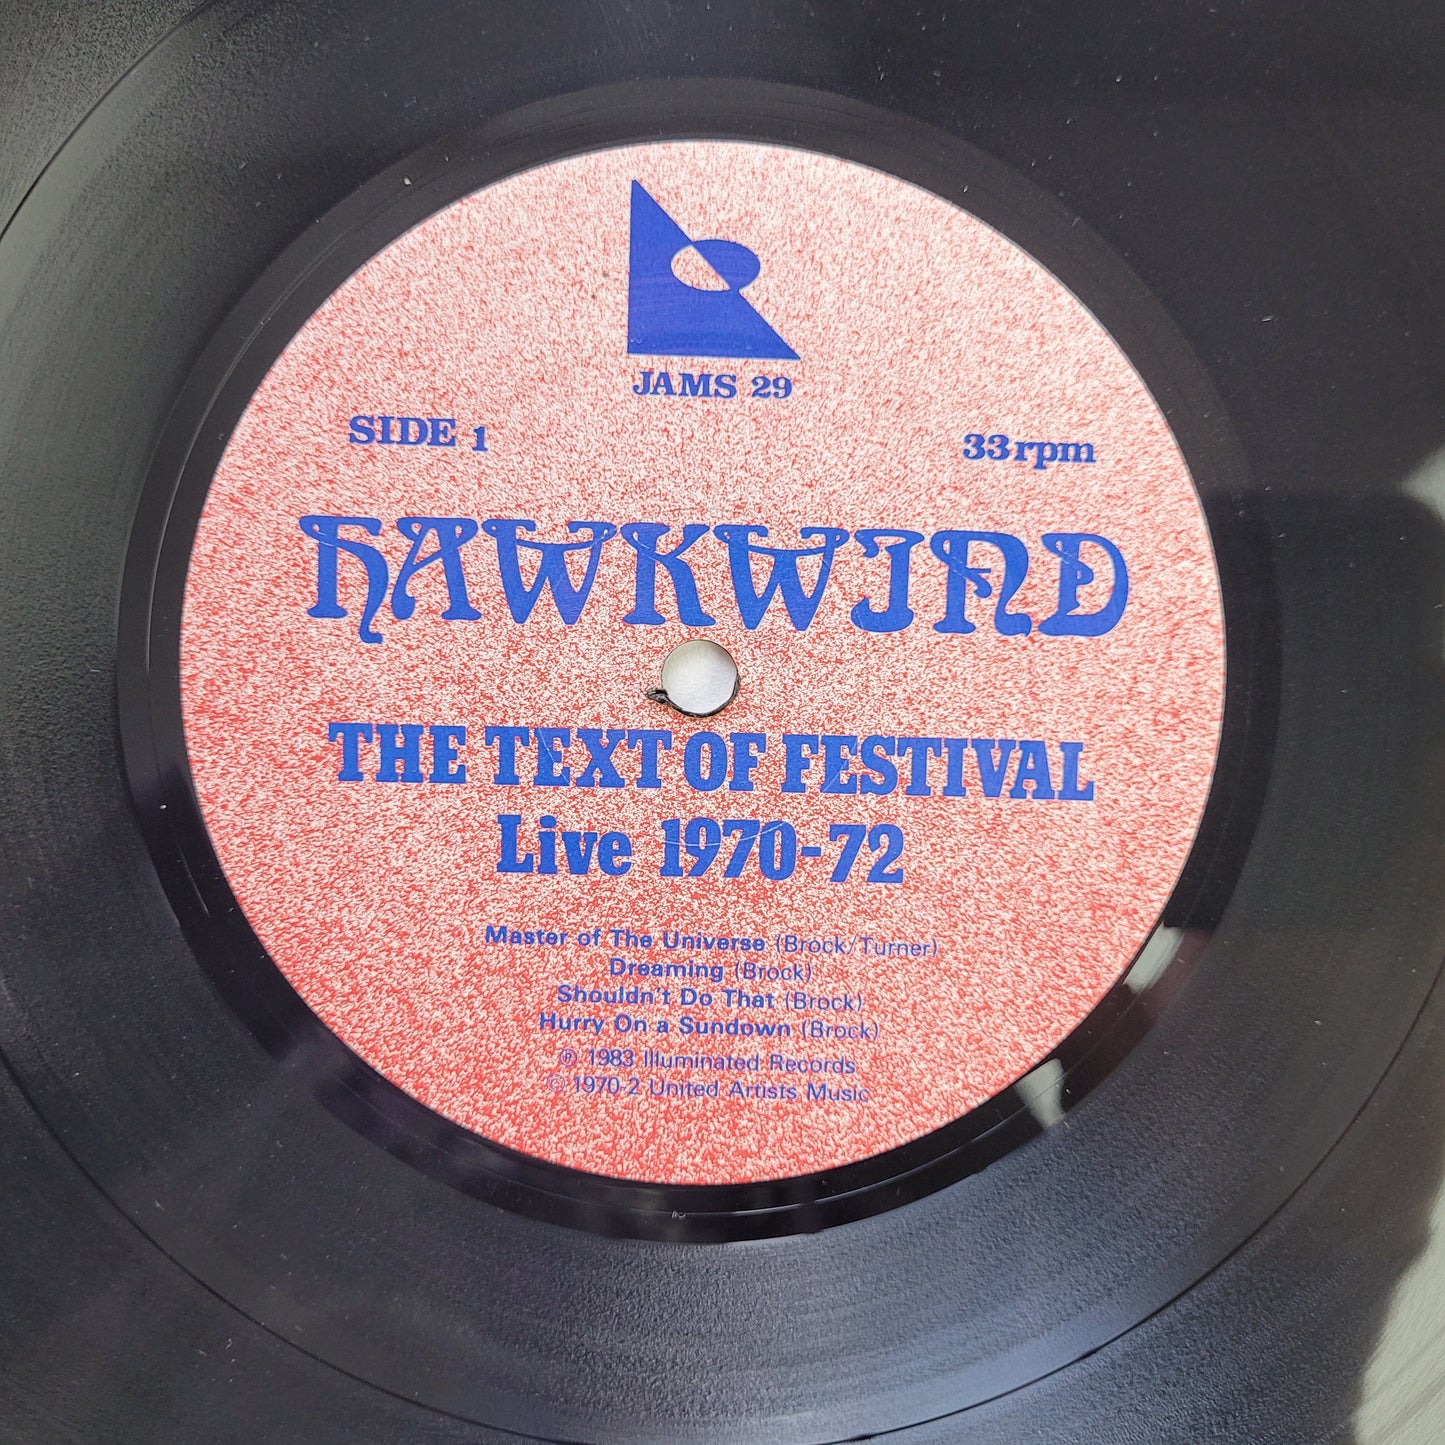 JAMS 29
SIDE 1
33rpm
HAWKWIND
THE TEXT OF FESTIVAL
Live 1970-72
Master of The Universe (Brock/Turner)
Dreaming (Brock)
Shouldn't Do That (Brock)
Hurry On a Sundown (Brock)
℗ 1983 Illuminated Records
© 1970-2 United Artists Music